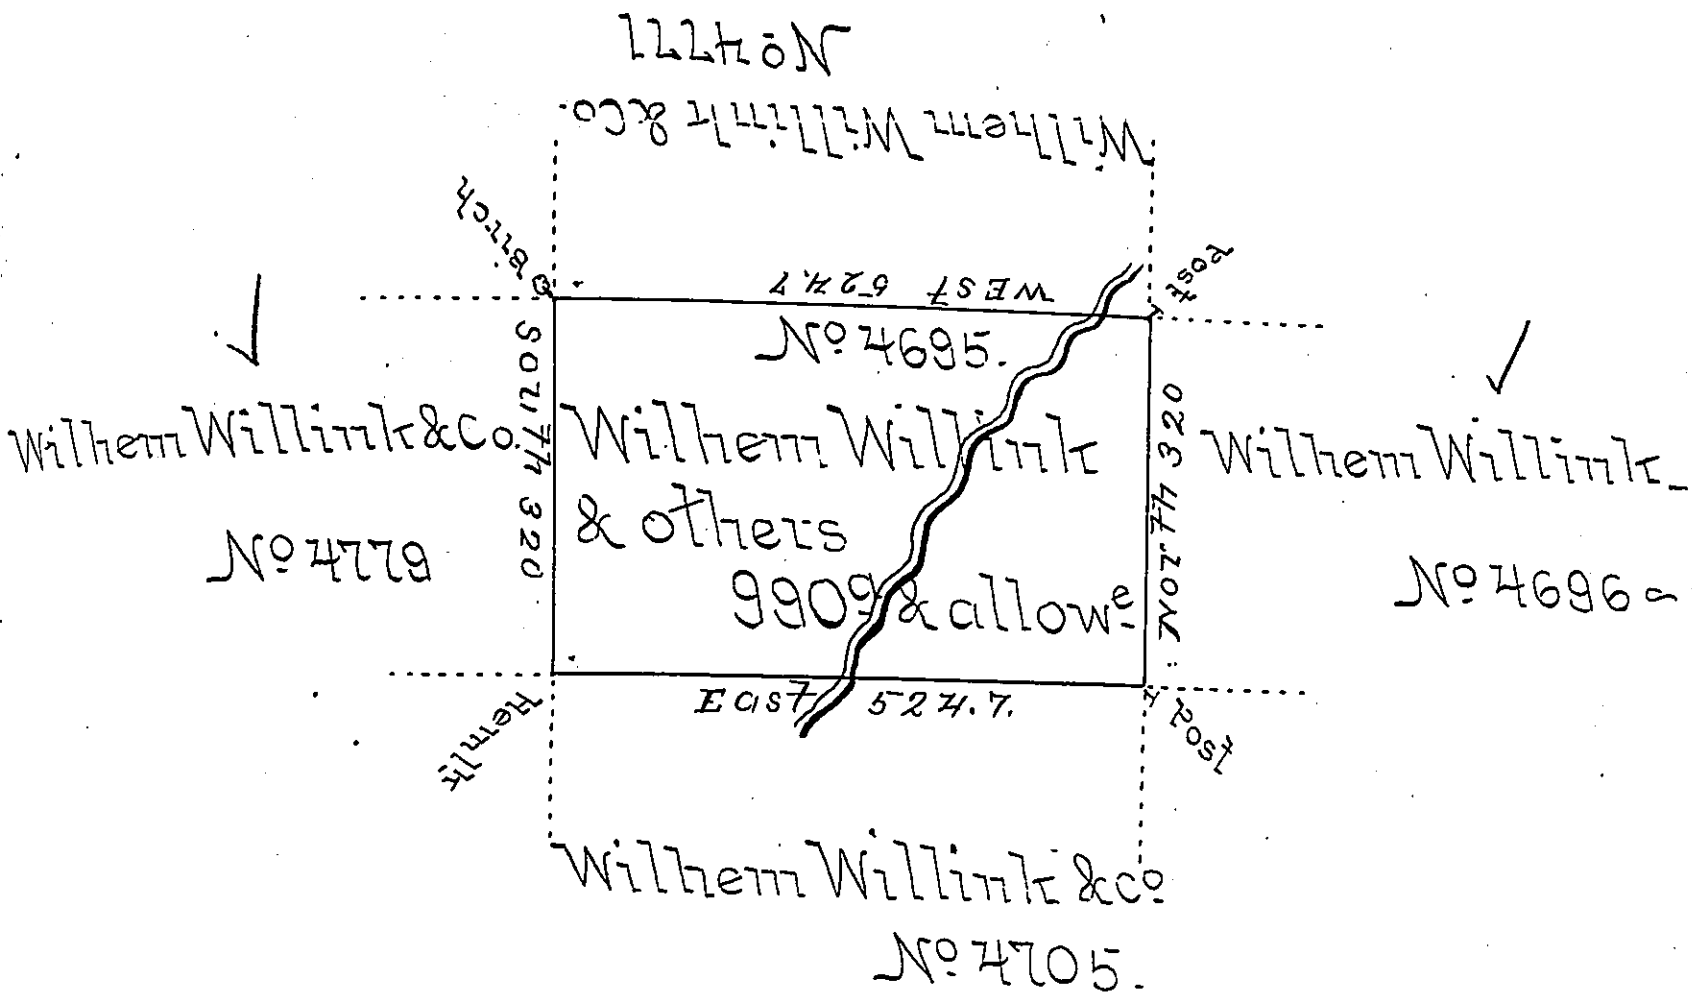 No 4771
Wilhem Willink & Co.
Birch
Post
WEST 524.7
No 4695.
South 320
North 320
Wilhem Willink & Co.
No 4779
Wilhem Willink
& others
9909 & allowe
Wilhem Willink
No 4696
East 524.7.
Hemlk
Post
Wilhem Willink & Co
No 4705.